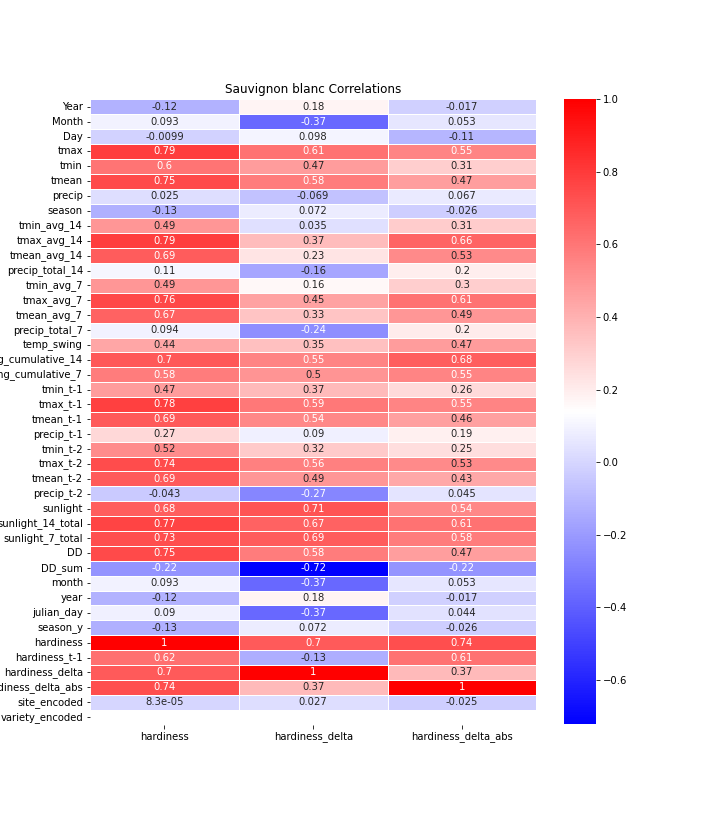 Sauvignon blanc Correlations
Year -0.12 0.18 -0.017
Month 0.093 -0.37 0.053
Day -0.0099 0.098 -0.11
tmax 0.79 0.61 0.55
tmin 0.6 0.47 0.31
tmean 0.75 0.58 0.47
precip 0.025 -0.069 0.067
season -0.13 0.072 -0.026
tmin_avg_14 0.49 0.035 0.31
tmax_avg_14 0.79 0.37 0.66
tmean_avg_14 0.69 0.23 0.53
precip_total_14 0.11 -0.16 0.2
tmin_avg_7 0.49 0.16 0.3
tmax_avg_7 0.76 0.45 0.61
tmean_avg_7 0.67 0.33 0.49
precip_total_7 0.094 -0.24 0.2
temp_swing 0.44 0.35 0.47
g_cumulative_14 0.7 0.55 0.68
ng_cumulative_7 0.58 0.5 0.55
tmin_t-1 0.47 0.37 0.26
tmax_t-1 0.78 0.59 0.55
tmean_t-1 0.69 0.54 0.46
precip_t-1 0.27 0.09 0.19
tmin_t-2 0.52 0.32 0.25
tmax_t-2 0.74 0.56 0.53
tmean_t-2 0.69 0.49 0.43
precip_t-2 -0.043 -0.27 0.045
sunlight 0.68 0.71 0.54
sunlight_14_total 0.77 0.67 0.61
sunlight_7_total 0.73 0.69 0.58
DD 0.75 0.58 0.47
DD_sum -0.22 -0.72 -0.22
month 0.093 -0.37 0.053
year -0.12 0.18 -0.017
julian_day 0.09 -0.37 0.044
season_y -0.13 0.072 -0.026
hardiness 1 0.7 0.74
hardiness_t-1 0.62 -0.13 0.61
hardiness_delta 0.7 1 0.37
diness_delta_abs 0.74 0.37 1
site_encoded 8.3e-05 0.027 -0.025
variety_encoded
hardiness hardiness_delta hardiness_delta_abs
1.0
0.8
0.6
0.4
0.2
0.0
-0.2
-0.4
-0.6